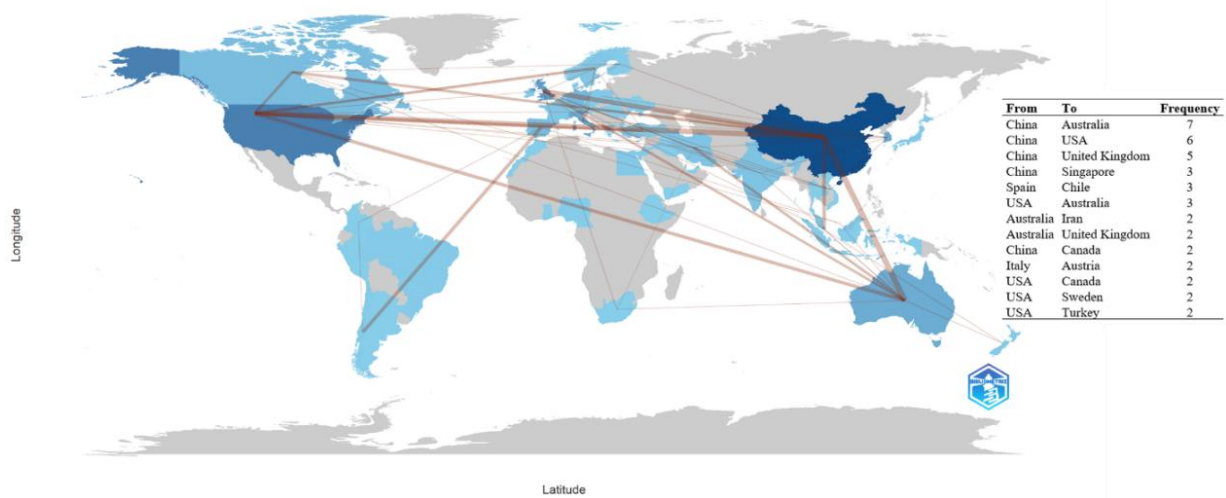 From To Frequency
China Australia 7
China USA 6
China United Kingdom 5
China Singapore 3
Spain Chile 3
USA Australia 3
Australia Iran 2
Australia United Kingdom 2
China Canada 2
Italy Austria 2
USA Canada 2
USA Sweden 2
USA Turkey 2
Longitude
Latitude